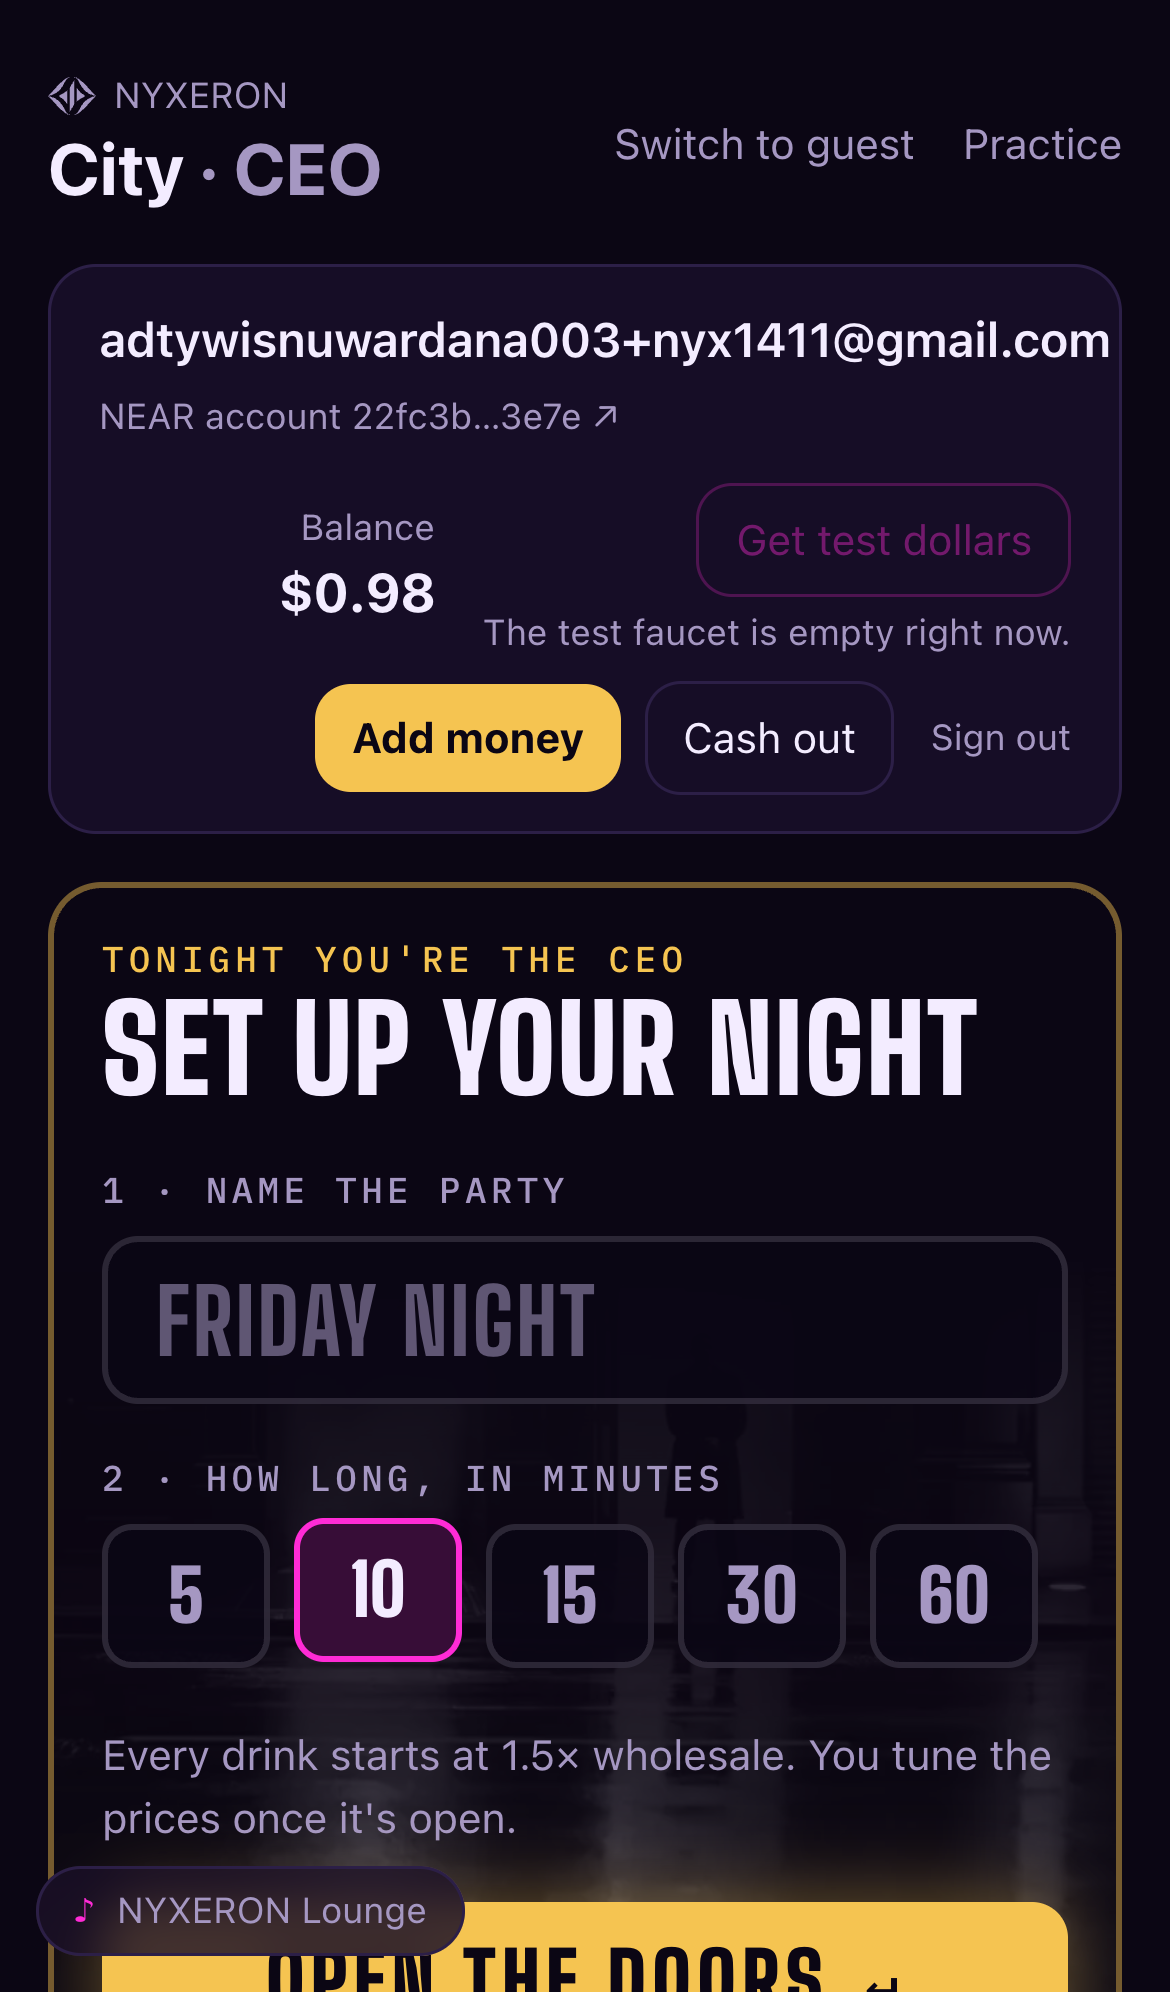 NYXERON
City · CEO
Switch to guest Practice
adtywisnuwardana003+nyx1411@gmail.com
NEAR account 22fc3b…3e7e ↗
Balance
$0.98
Get test dollars
The test faucet is empty right now.
Add money Cash out Sign out
TONIGHT YOU'RE THE CEO
SET UP YOUR NIGHT
1 · NAME THE PARTY
FRIDAY NIGHT
2 · HOW LONG, IN MINUTES
5 10 15 30 60
Every drink starts at 1.5× wholesale. You tune the
prices once it's open.
♪ NYXERON Lounge
OPEN THE DOORS ↵